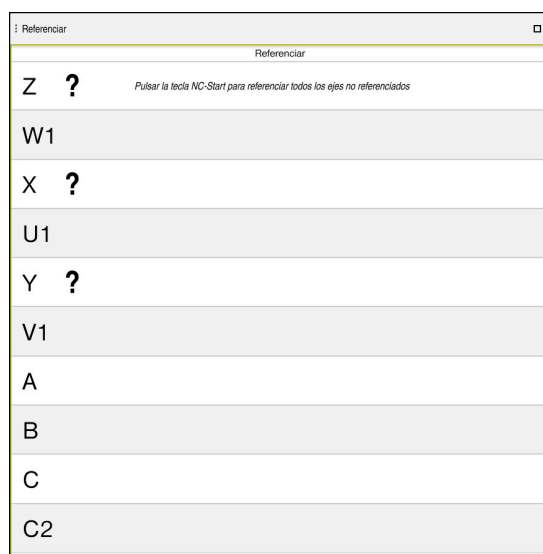 Referenciar
Referenciar
Z ? Pulsar la tecla NC-Start para referenciar todos los ejes no referenciados
W1
X ?
U1
Y ?
V1
A
B
C
C2